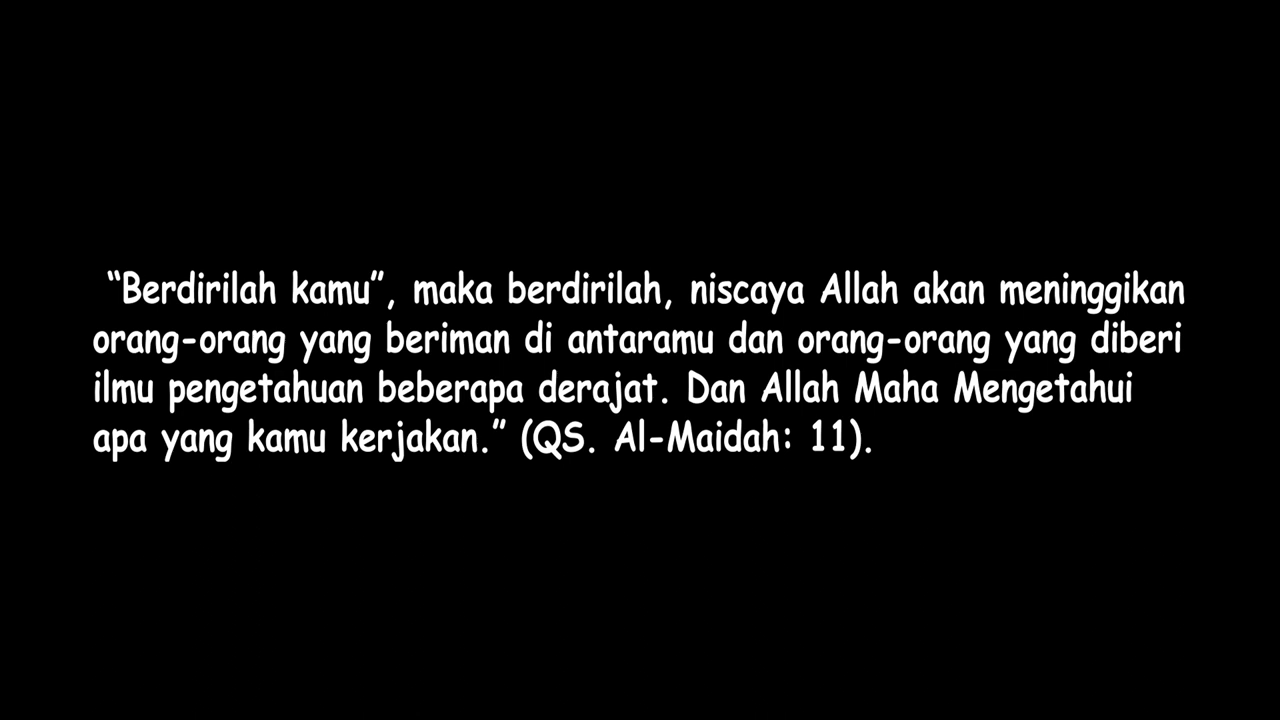 “Berdirilah kamu”, maka berdirilah, niscaya Allah akan meninggikan
orang-orang yang beriman di antaramu dan orang-orang yang diberi
ilmu pengetahuan beberapa derajat. Dan Allah Maha Mengetahui
apa yang kamu kerjakan.” (QS. Al-Maidah: 11).